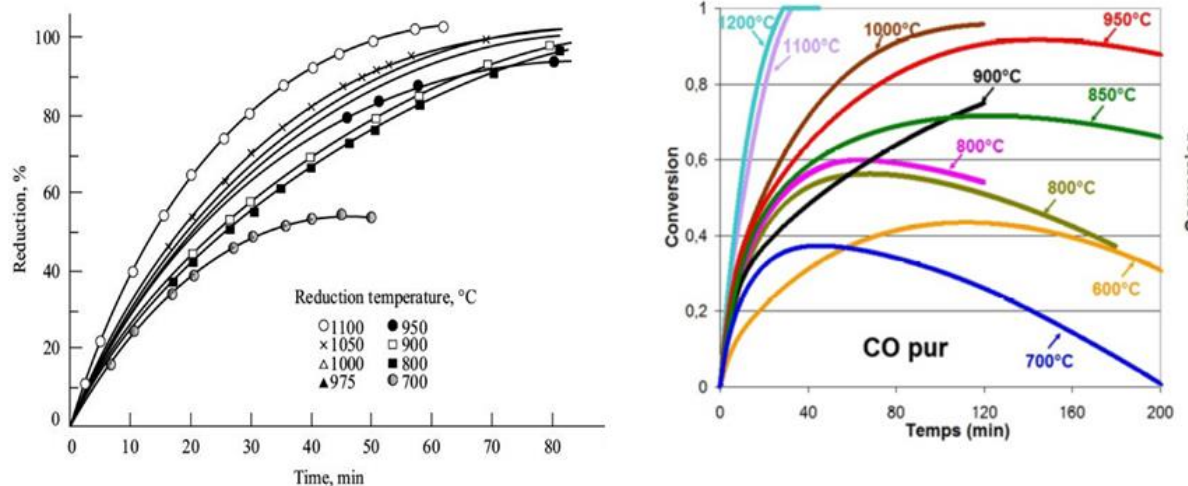 100
80
60
40
20
0
0 10 20 30 40 50 60 70 80
Reduction, %
Time, min
Reduction temperature, °C
1100 950
1050 900
1000 800
975 700
1
0,8
0,6
0,4
0,2
0
0 40 80 120 160 200
Conversion
Temps (min)
1200°C
1100°C
1000°C
950°C
900°C
850°C
800°C
800°C
600°C
700°C
CO pur